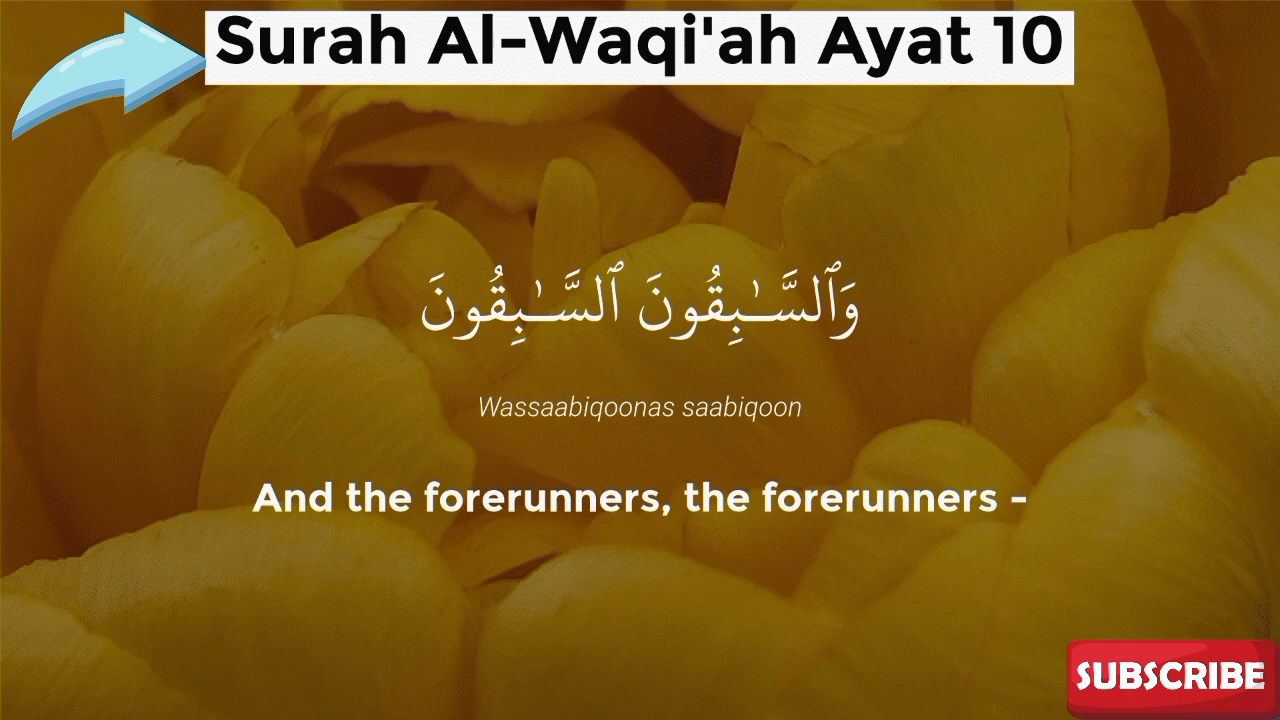 Surah Al-Waqi'ah Ayat 10
وَٱلسَّـٰبِقُونَ ٱلسَّـٰبِقُونَ
Wassaabiqoonas saabiqoon
And the forerunners, the forerunners -
SUBSCRIBE